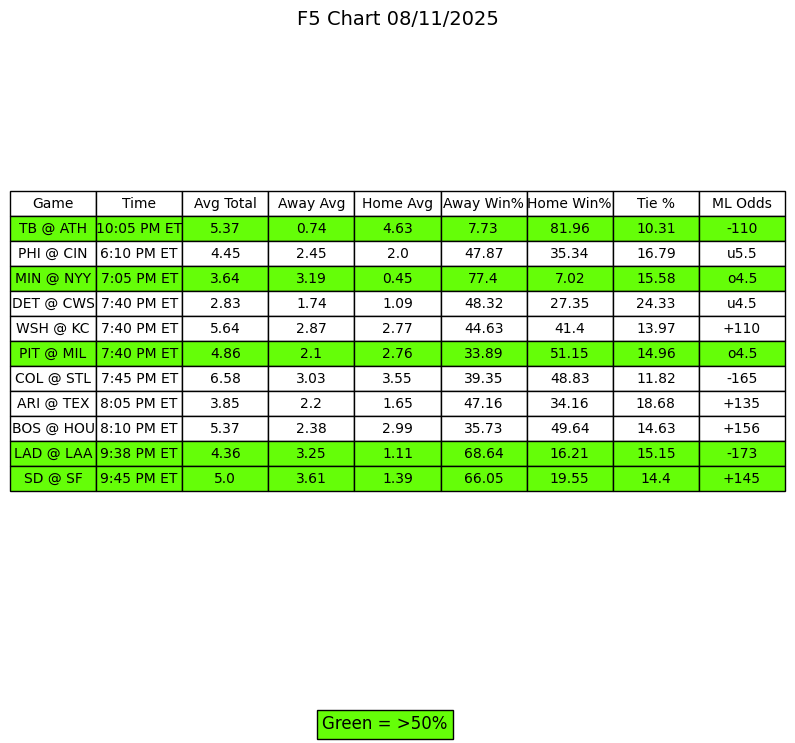 F5 Chart 08/11/2025
Game Time Avg Total Away Avg Home Avg Away Win% Home Win% Tie % ML Odds
TB @ ATH 10:05 PM ET 5.37 0.74 4.63 7.73 81.96 10.31 -110
PHI @ CIN 6:10 PM ET 4.45 2.45 2.0 47.87 35.34 16.79 u5.5
MIN @ NYY 7:05 PM ET 3.64 3.19 0.45 77.4 7.02 15.58 o4.5
DET @ CWS 7:40 PM ET 2.83 1.74 1.09 48.32 27.35 24.33 u4.5
WSH @ KC 7:40 PM ET 5.64 2.87 2.77 44.63 41.4 13.97 +110
PIT @ MIL 7:40 PM ET 4.86 2.1 2.76 33.89 51.15 14.96 o4.5
COL @ STL 7:45 PM ET 6.58 3.03 3.55 39.35 48.83 11.82 -165
ARI @ TEX 8:05 PM ET 3.85 2.2 1.65 47.16 34.16 18.68 +135
BOS @ HOU 8:10 PM ET 5.37 2.38 2.99 35.73 49.64 14.63 +156
LAD @ LAA 9:38 PM ET 4.36 3.25 1.11 68.64 16.21 15.15 -173
SD @ SF 9:45 PM ET 5.0 3.61 1.39 66.05 19.55 14.4 +145
Green = >50%